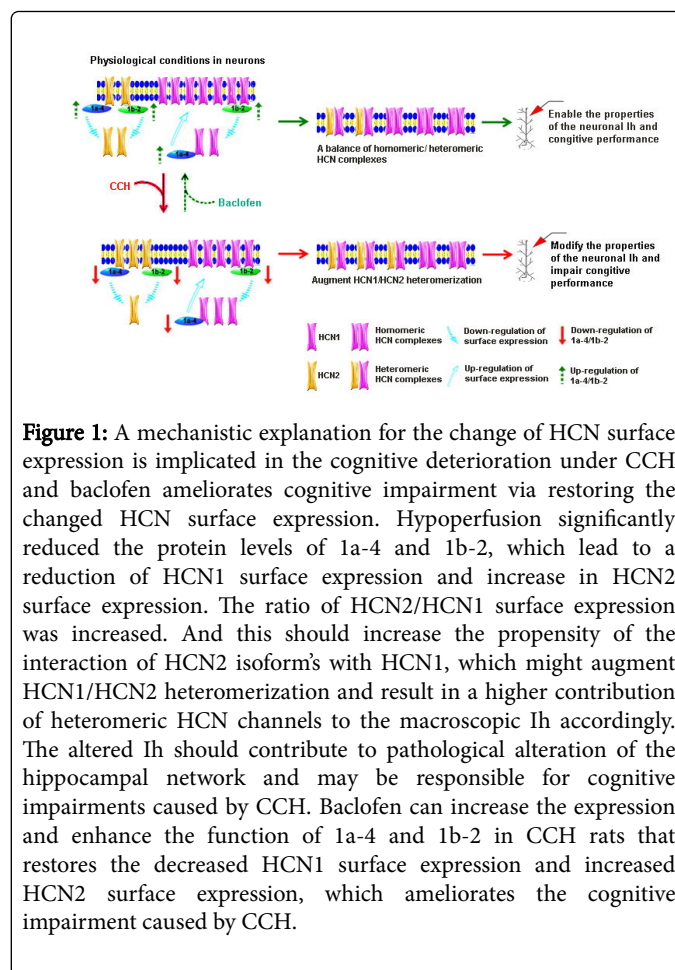 Physiological conditions in neurons
1a-4
1b-2
1b-2
1a-4
A balance of homomeric/ heteromeric
HCN complexes
Enable the properties
of the neuronal Ih and
congitive performance
CCH
Baclofen
1a-4
1b-2
1b-2
1a-4
Augment HCN1/HCN2 heteromerization
Modify the properties
of the neuronal Ih and
impair congitive
performance
HCN1
Homomeric
HCN complexes
Down-regulation of
surface expression
Down-regulation of
1a-4/1b-2
HCN2
Heteromeric
HCN complexes
Up-regulation of
surface expression
Up-regulation of
1a-4/1b-2
Figure 1: A mechanistic explanation for the change of HCN surface
expression is implicated in the cognitive deterioration under CCH
and baclofen ameliorates cognitive impairment via restoring the
changed HCN surface expression. Hypoperfusion significantly
reduced the protein levels of 1a-4 and 1b-2, which lead to a
reduction of HCN1 surface expression and increase in HCN2
surface expression. The ratio of HCN2/HCN1 surface expression
was increased. And this should increase the propensity of the
interaction of HCN2 isoform's with HCN1, which might augment
HCN1/HCN2 heteromerization and result in a higher contribution
of heteromeric HCN channels to the macroscopic Ih accordingly.
The altered Ih should contribute to pathological alteration of the
hippocampal network and may be responsible for cognitive
impairments caused by CCH. Baclofen can increase the expression
and enhance the function of 1a-4 and 1b-2 in CCH rats that
restores the decreased HCN1 surface expression and increased
HCN2 surface expression, which ameliorates the cognitive
impairment caused by CCH.